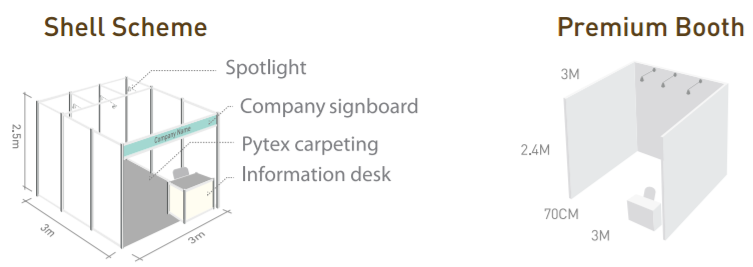 Shell Scheme
Spotlight
Company signboard
Company Name
Pytex carpeting
Information desk
2.5m
3m
3m
Premium Booth
3M
2.4M
70CM
3M